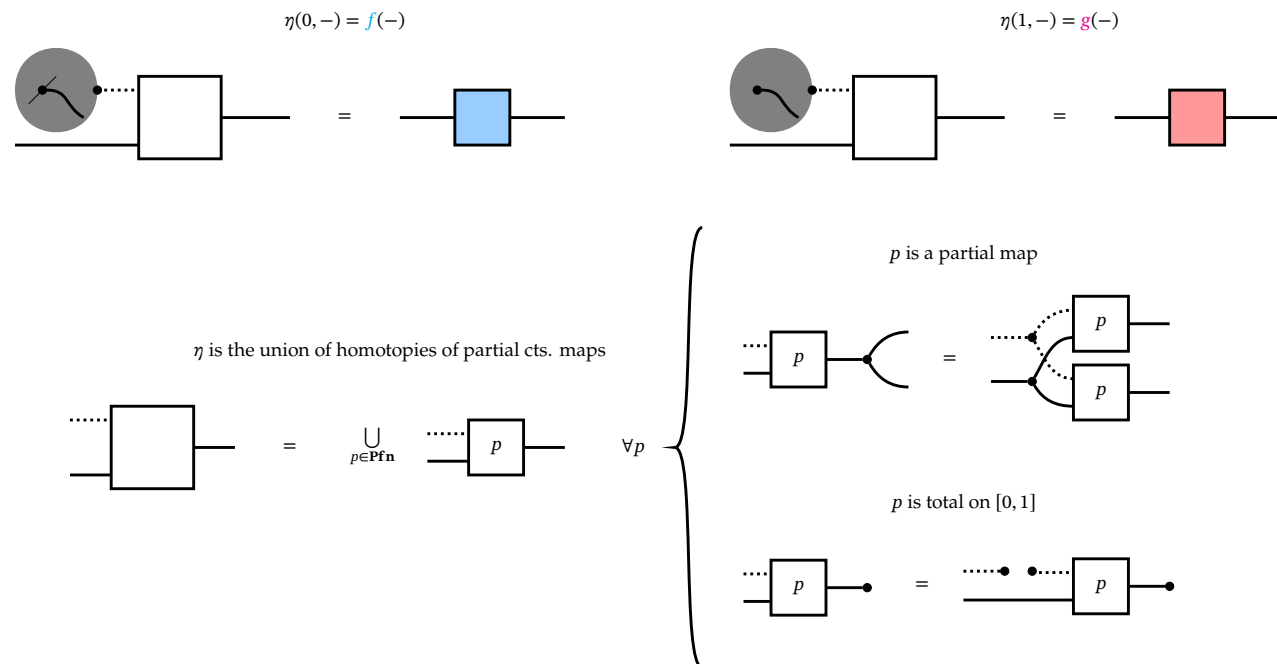 η(0, −) = f(−)
η(1, −) = g(−)
=
=
p is a partial map
p
=
p
p
η is the union of homotopies of partial cts. maps
=
⋃
p∈Pfn
p
∀p
p is total on [0, 1]
p
=
p